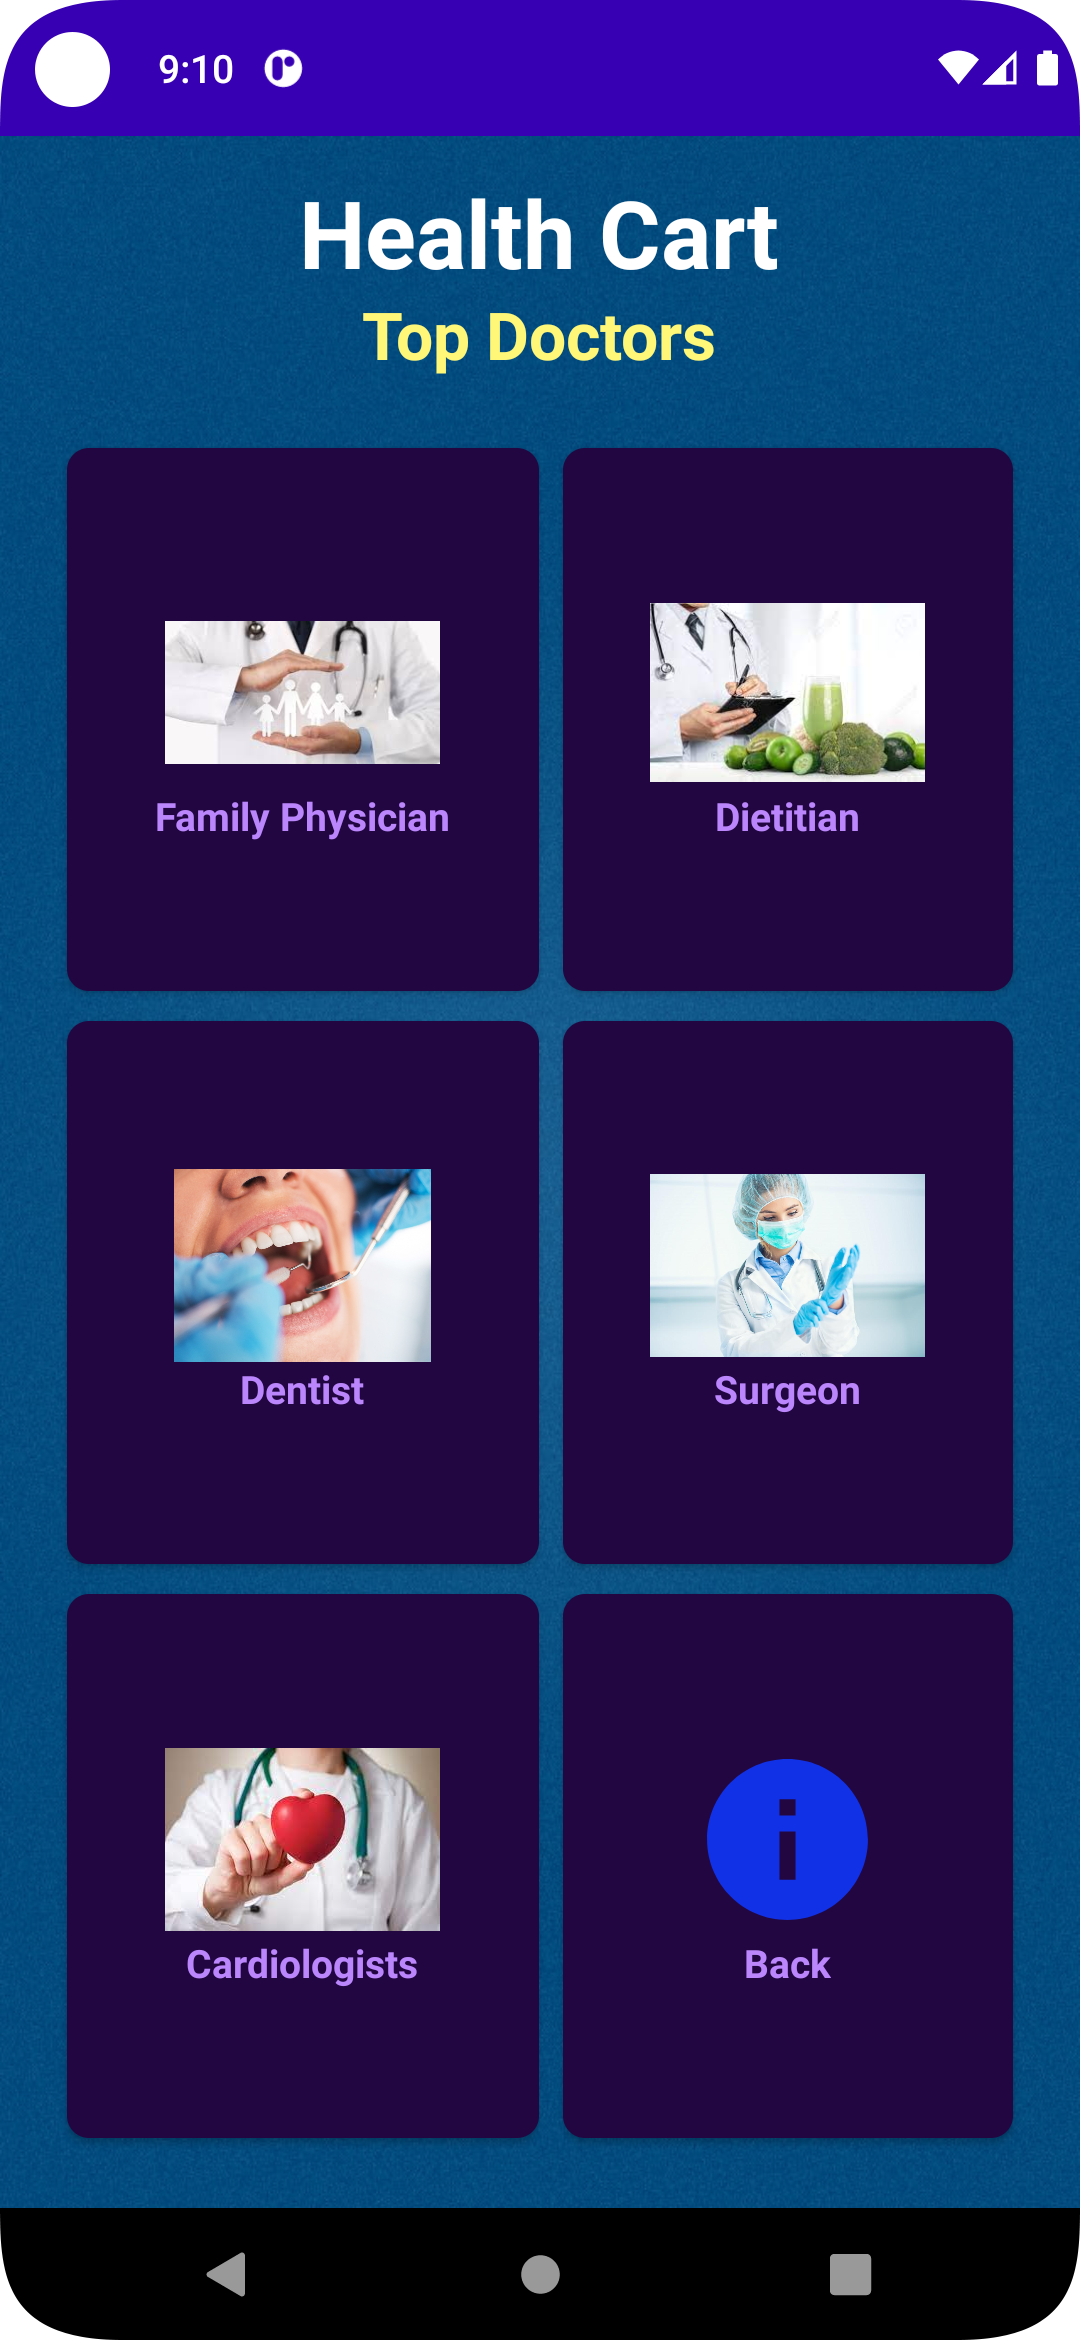 9:10
Health Cart
Top Doctors
Family Physician
Dietitian
Dentist
Surgeon
Cardiologists
Back